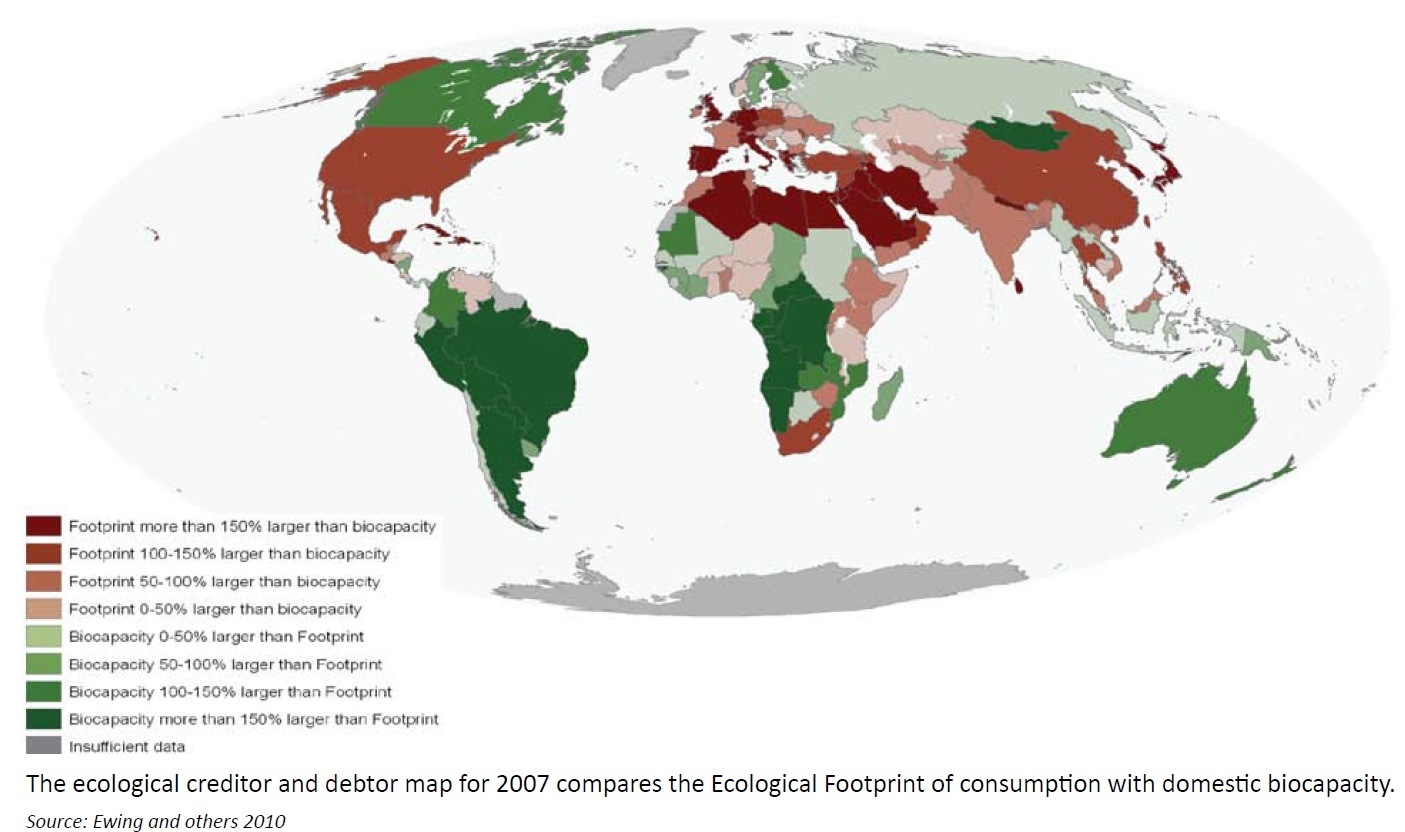 Footprint more than 150% larger than biocapacity
Footprint 100-150% larger than biocapacity
Footprint 50-100% larger than biocapacity
Footprint 0-50% larger than biocapacity
Biocapacity 0-50% larger than Footprint
Biocapacity 50-100% larger than Footprint
Biocapacity 100-150% larger than Footprint
Biocapacity more than 150% larger than Footprint
Insufficient data
The ecological creditor and debtor map for 2007 compares the Ecological Footprint of consumption with domestic biocapacity.
Source: Ewing and others 2010